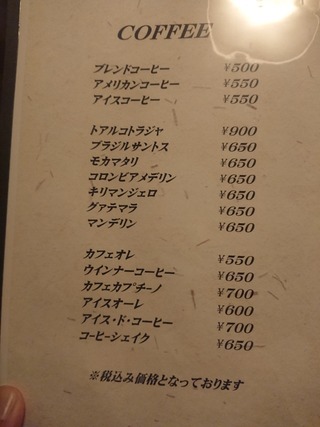 COFFEE
ブレンドコーヒー ¥500
アメリカンコーヒー ¥550
アイスコーヒー ¥550
トアルコトラジャ ¥900
ブラジルサントス ¥650
モカマタリ ¥650
コロンビアメデリン ¥650
キリマンジェロ ¥650
グァテマラ ¥650
マンデリン ¥650
カフェオレ ¥550
ウインナーコーヒー ¥650
カフェカプチーノ ¥700
アイスオーレ ¥600
アイス・ド・コーヒー ¥700
コーヒーシェイク ¥650
※税込み価格となっております